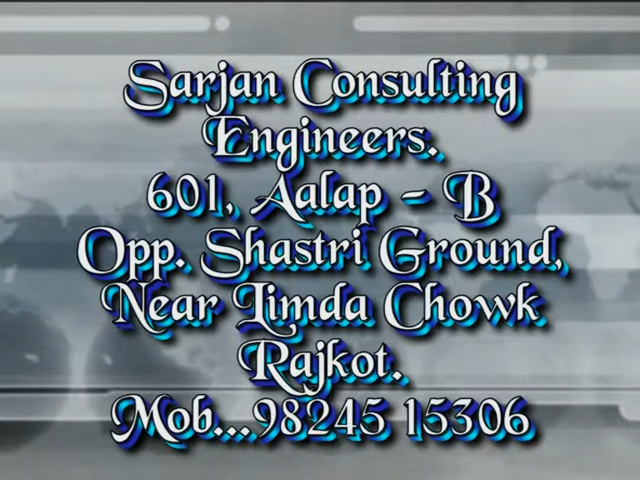 Sarjan Consulting
Engineers.
601, Aalap - B
Opp. Shastri Ground,
Near Limda Chowk
Rajkot.
Mob...98245 15306